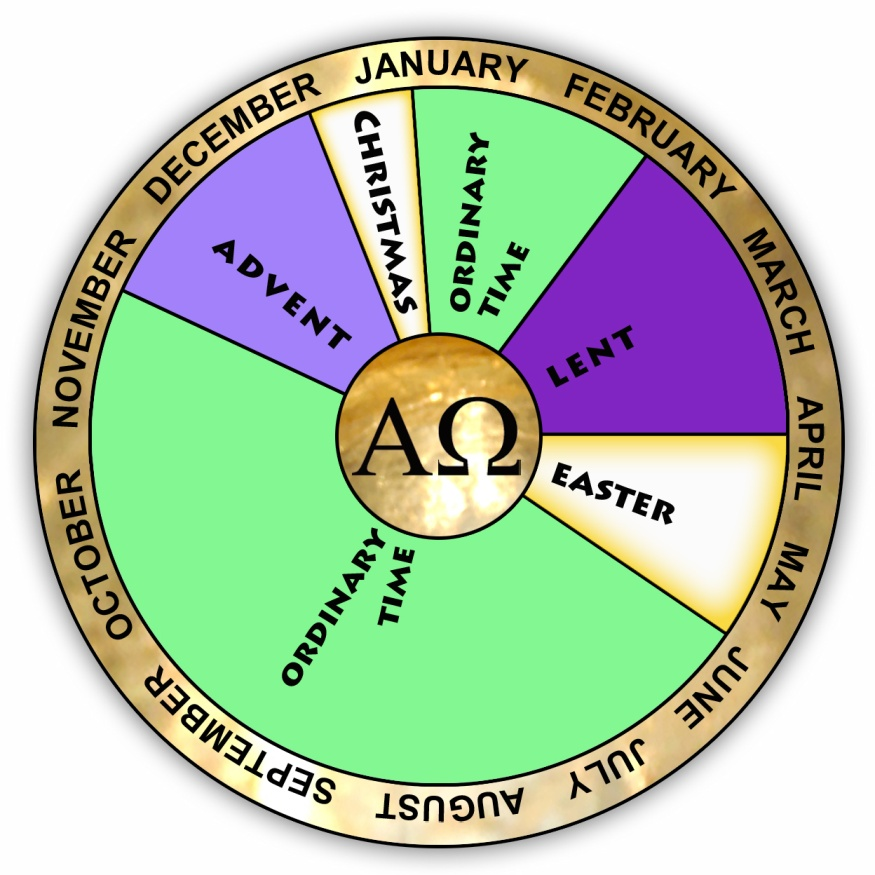 JANUARY
FEBRUARY
MARCH
APRIL
MAY
JUNE
JULY
AUGUST
SEPTEMBER
OCTOBER
NOVEMBER
DECEMBER
CHRISTMAS
ORDINARY
TIME
LENT
EASTER
ORDINARY
TIME
ADVENT
ΑΩ